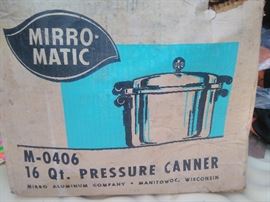 MIRRO-
MATIC
M-0406
16 Qt. PRESSURE CANNER
MIRRO ALUMINUM COMPANY • MANITOWOC, WISCONSIN